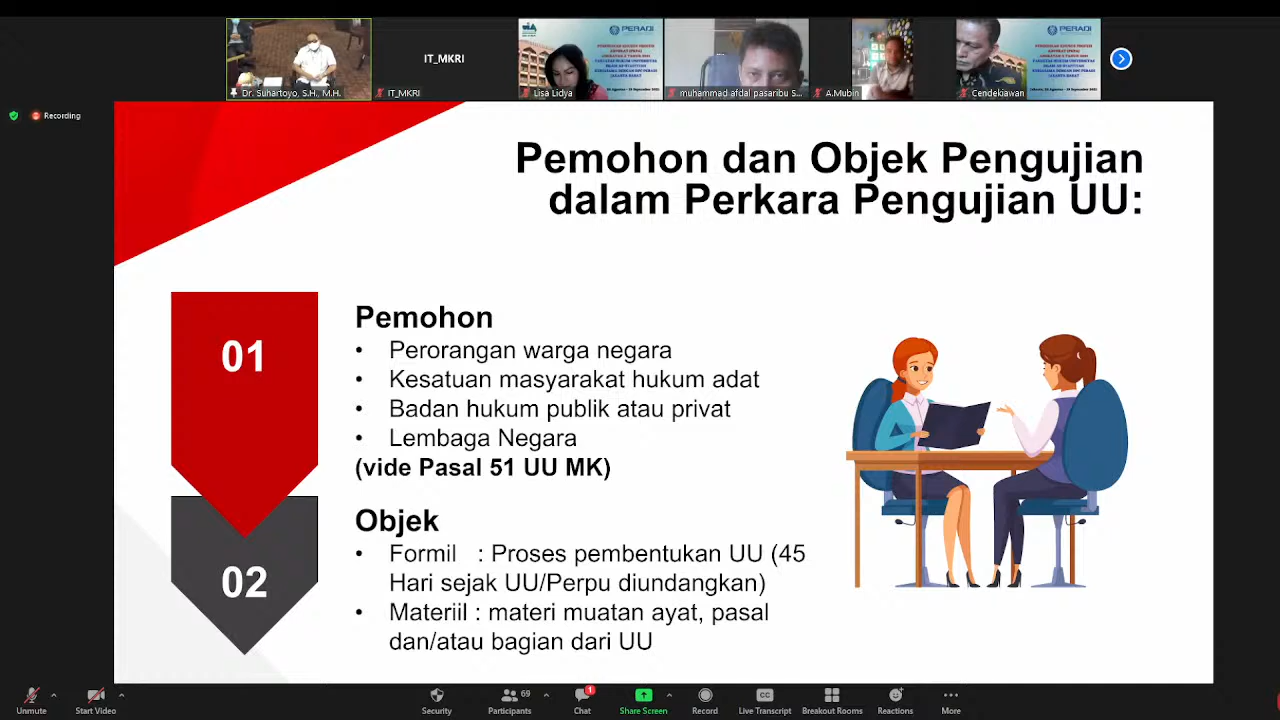 IT_MKRI
PERADI
PERADI
Dr. Suhartoyo, S.H., M.H.
IT_MKRI
Lisa Lidya
muhammad afdal pasaribu S...
A.Mubin
Cendekiawan
Recording
Pemohon dan Objek Pengujian
dalam Perkara Pengujian UU:
01
Pemohon
• Perorangan warga negara
• Kesatuan masyarakat hukum adat
• Badan hukum publik atau privat
• Lembaga Negara
(vide Pasal 51 UU MK)
02
Objek
• Formil : Proses pembentukan UU (45
Hari sejak UU/Perpu diundangkan)
• Materiil : materi muatan ayat, pasal
dan/atau bagian dari UU
Unmute
Start Video
Security
Participants 69
Chat 1
Share Screen
Record
CC
Live Transcript
Breakout Rooms
Reactions
More